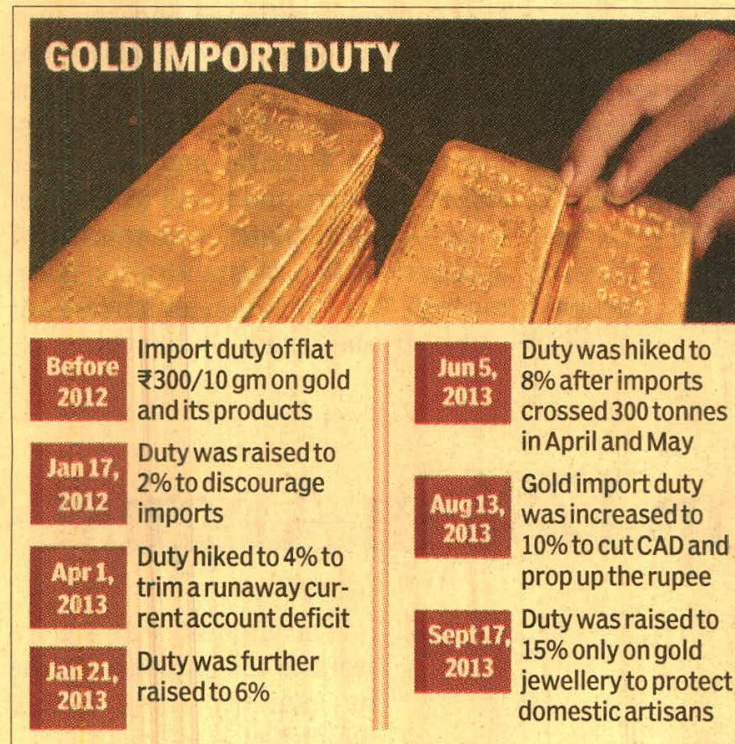 GOLD IMPORT DUTY
Before
2012
Import duty of flat
₹300/10 gm on gold
and its products
Jan 17,
2012
Duty was raised to
2% to discourage
imports
Apr 1,
2013
Duty hiked to 4% to
trim a runaway cur-
rent account deficit
Jan 21,
2013
Duty was further
raised to 6%
Jun 5,
2013
Duty was hiked to
8% after imports
crossed 300 tonnes
in April and May
Aug 13,
2013
Gold import duty
was increased to
10% to cut CAD and
prop up the rupee
Sept 17,
2013
Duty was raised to
15% only on gold
jewellery to protect
domestic artisans